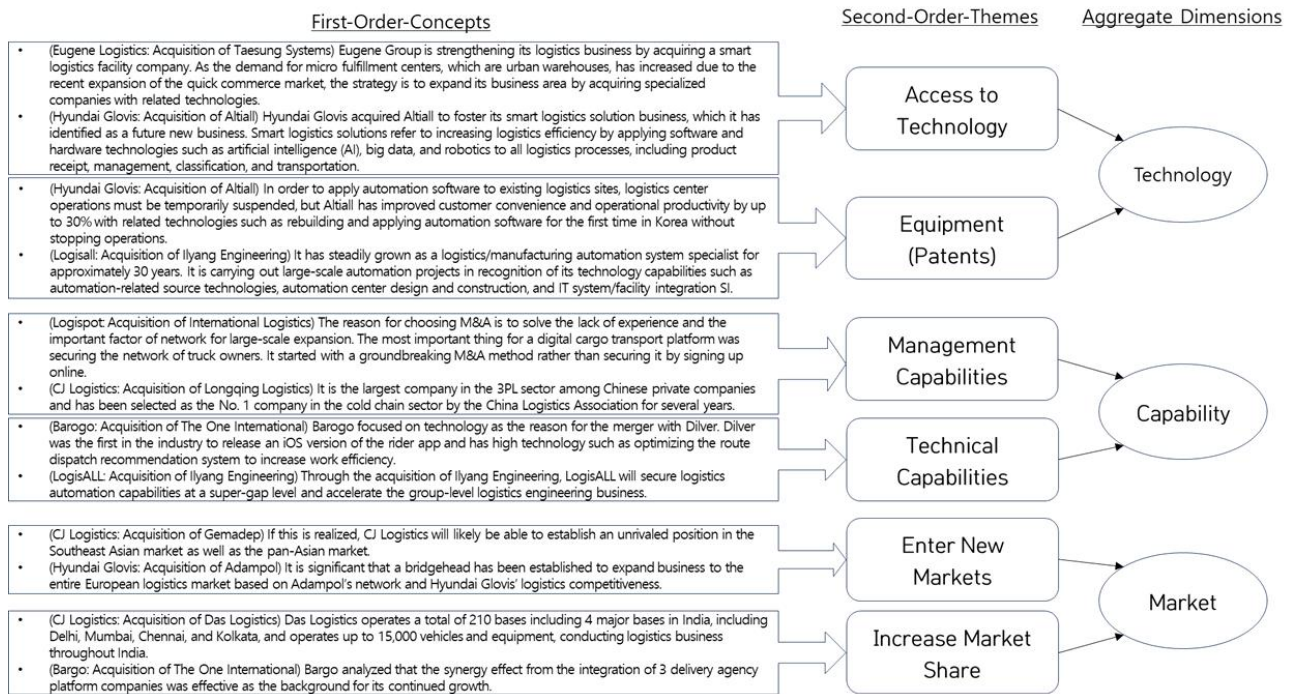 First-Order-Concepts
Second-Order-Themes
Aggregate Dimensions
• (Eugene Logistics: Acquisition of Taesung Systems) Eugene Group is strengthening its logistics business by acquiring a smart
logistics facility company. As the demand for micro fulfillment centers, which are urban warehouses, has increased due to the
recent expansion of the quick commerce market, the strategy is to expand its business area by acquiring specialized
companies with related technologies.
• (Hyundai Glovis: Acquisition of Altiall) Hyundai Glovis acquired Altiall to foster its smart logistics solution business, which it has
identified as a future new business. Smart logistics solutions refer to increasing logistics efficiency by applying software and
hardware technologies such as artificial intelligence (AI), big data, and robotics to all logistics processes, including product
receipt, management, classification, and transportation.
Access to
Technology
• (Hyundai Glovis: Acquisition of Altiall) In order to apply automation software to existing logistics sites, logistics center
operations must be temporarily suspended, but Altiall has improved customer convenience and operational productivity by up
to 30% with related technologies such as rebuilding and applying automation software for the first time in Korea without
stopping operations.
• (Logisall: Acquisition of Ilyang Engineering) It has steadily grown as a logistics/manufacturing automation system specialist for
approximately 30 years. It is carrying out large-scale automation projects in recognition of its technology capabilities such as
automation-related source technologies, automation center design and construction, and IT system/facility integration SI.
Equipment
(Patents)
Technology
• (Logispot: Acquisition of International Logistics) The reason for choosing M&A is to solve the lack of experience and the
important factor of network for large-scale expansion. The most important thing for a digital cargo transport platform was
securing the network of truck owners. It started with a groundbreaking M&A method rather than securing it by signing up
online.
• (CJ Logistics: Acquisition of Longqing Logistics) It is the largest company in the 3PL sector among Chinese private companies
and has been selected as the No. 1 company in the cold chain sector by the China Logistics Association for several years.
Management
Capabilities
• (Barogo: Acquisition of The One International) Barogo focused on technology as the reason for the merger with Dilver. Dilver
was the first in the industry to release an iOS version of the rider app and has high technology such as optimizing the route
dispatch recommendation system to increase work efficiency.
• (LogisALL: Acquisition of Ilyang Engineering) Through the acquisition of Ilyang Engineering, LogisALL will secure logistics
automation capabilities at a super-gap level and accelerate the group-level logistics engineering business.
Technical
Capabilities
Capability
• (CJ Logistics: Acquisition of Gemadep) If this is realized, CJ Logistics will likely be able to establish an unrivaled position in the
Southeast Asian market as well as the pan-Asian market.
• (Hyundai Glovis: Acquisition of Adampol) It is significant that a bridgehead has been established to expand business to the
entire European logistics market based on Adampol's network and Hyundai Glovis' logistics competitiveness.
Enter New
Markets
• (CJ Logistics: Acquisition of Das Logistics) Das Logistics operates a total of 210 bases including 4 major bases in India, including
Delhi, Mumbai, Chennai, and Kolkata, and operates up to 15,000 vehicles and equipment, conducting logistics business
throughout India.
• (Bargo: Acquisition of The One International) Bargo analyzed that the synergy effect from the integration of 3 delivery agency
platform companies was effective as the background for its continued growth.
Increase Market
Share
Market